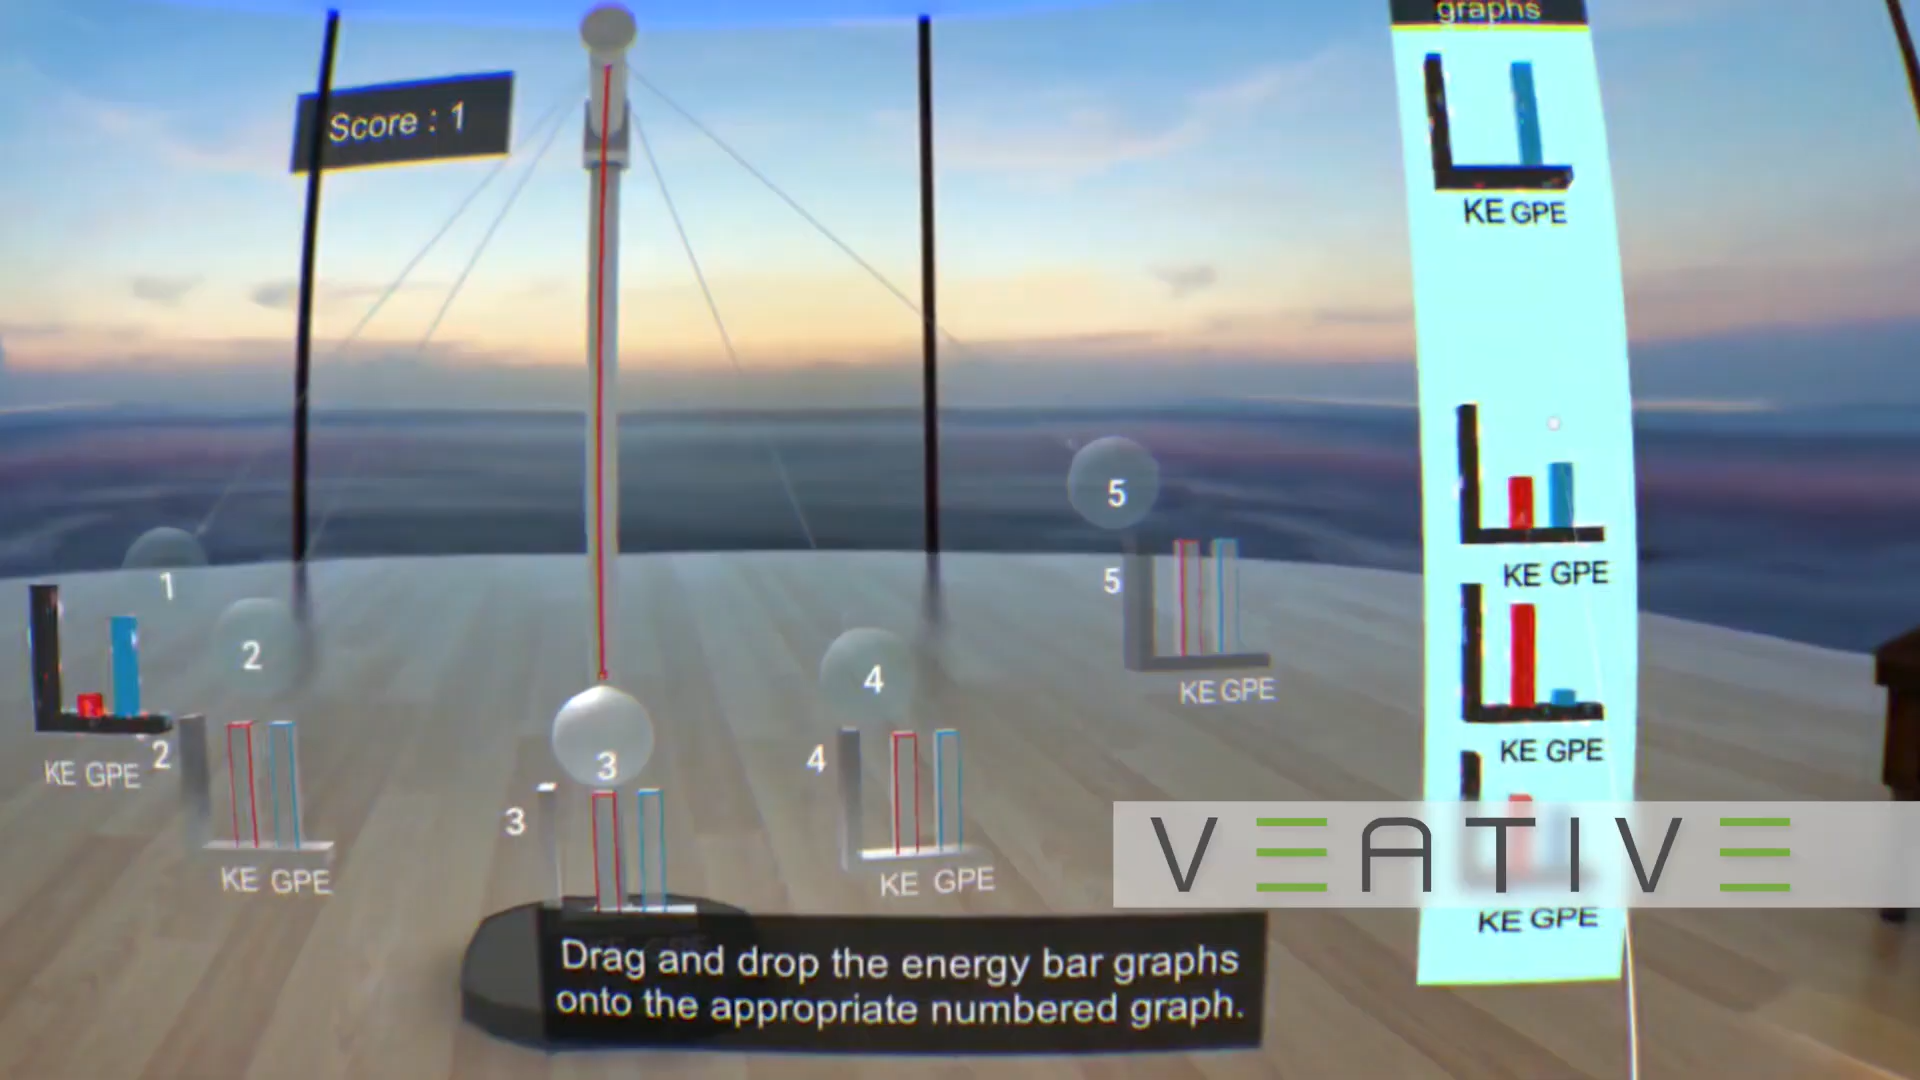 graphs
Score : 1
KE GPE
5
1
5
KE GPE
2
4
KE GPE
3
4
2
KE GPE
3
KE GPE
KE GPE
KE GPE
VEATIVE
KE GPE
Drag and drop the energy bar graphs
onto the appropriate numbered graph.